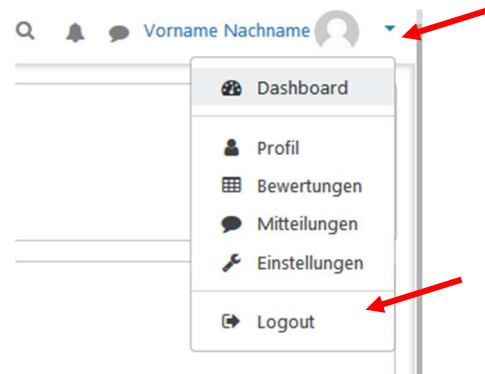 Vorname Nachname
Dashboard
Profil
Bewertungen
Mitteilungen
Einstellungen
Logout